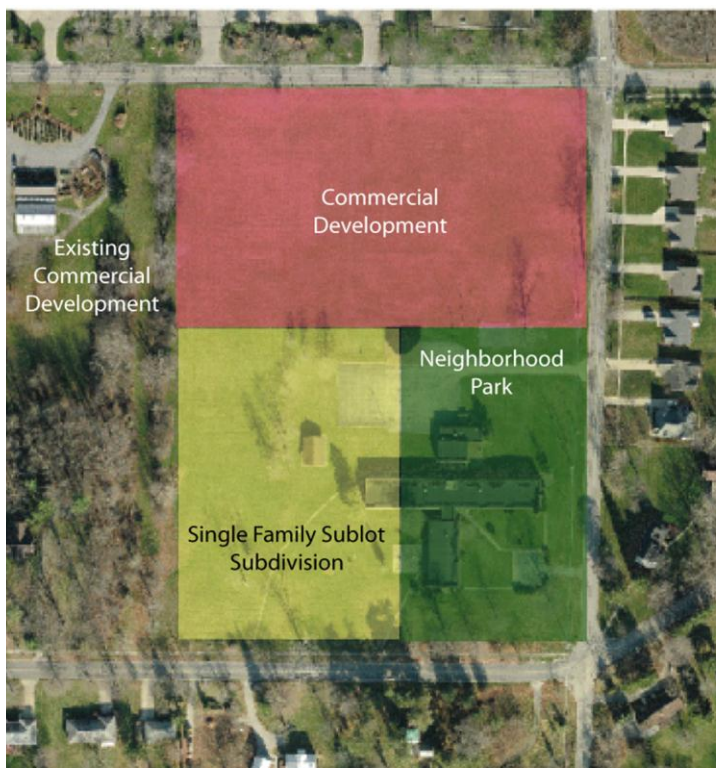 Commercial
Development
Existing
Commercial
Development
Neighborhood
Park
Single Family Sublot
Subdivision